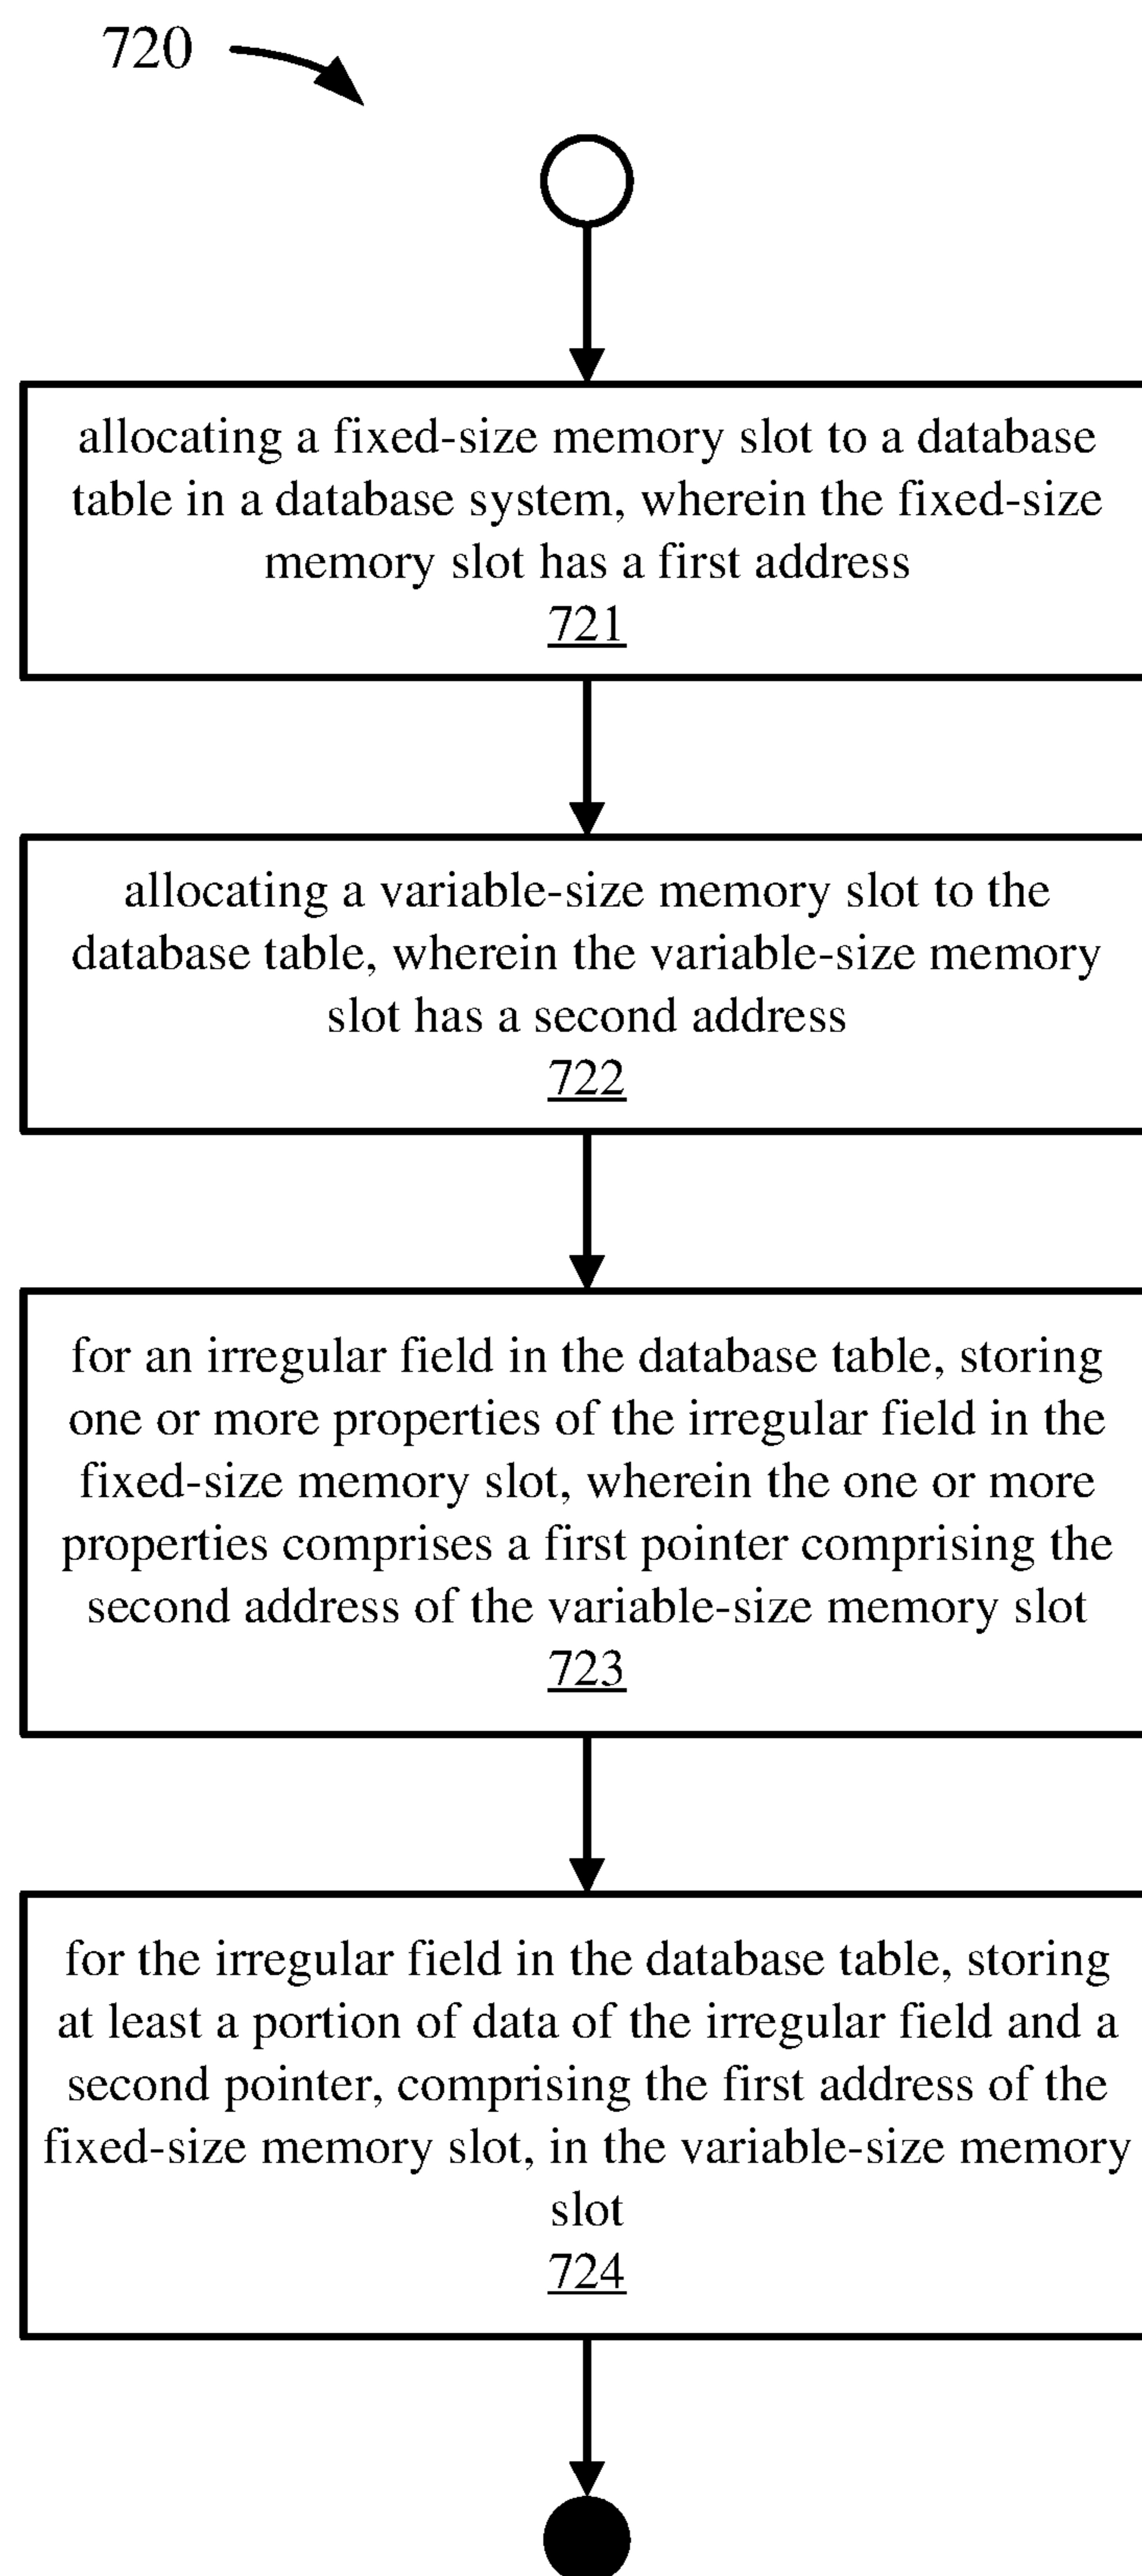 720
allocating a fixed-size memory slot to a database
table in a database system, wherein the fixed-size
memory slot has a first address
721
allocating a variable-size memory slot to the
database table, wherein the variable-size memory
slot has a second address
722
for an irregular field in the database table, storing
one or more properties of the irregular field in the
fixed-size memory slot, wherein the one or more
properties comprises a first pointer comprising the
second address of the variable-size memory slot
723
for the irregular field in the database table, storing
at least a portion of data of the irregular field and a
second pointer, comprising the first address of the
fixed-size memory slot, in the variable-size memory
slot
724